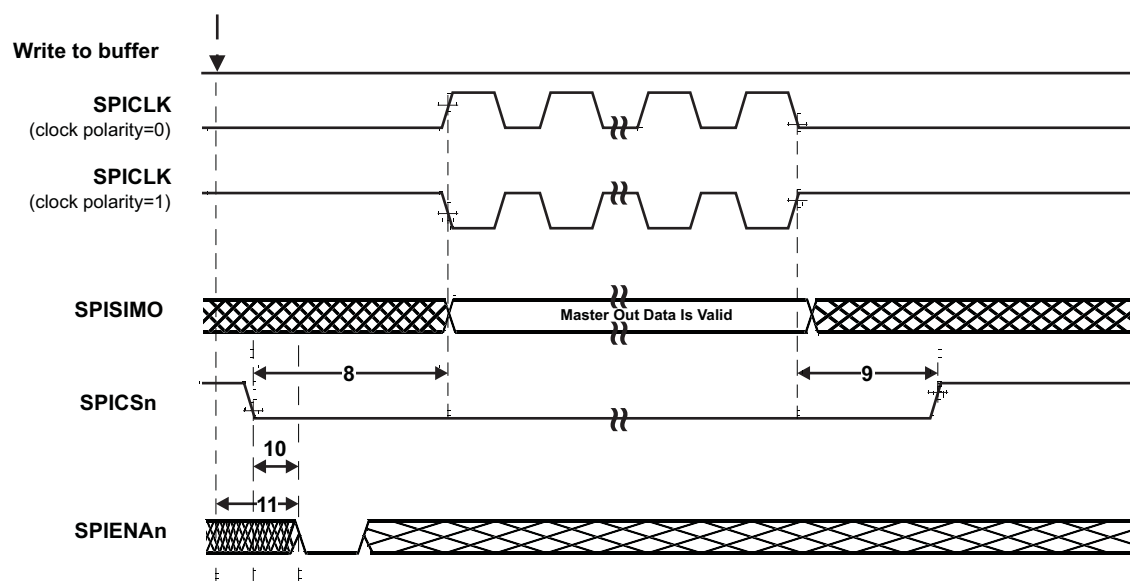 Write to buffer
SPICLK
(clock polarity=0)
SPICLK
(clock polarity=1)
SPISIMO
Master Out Data Is Valid
8
9
SPICSn
10
11
SPIENAn